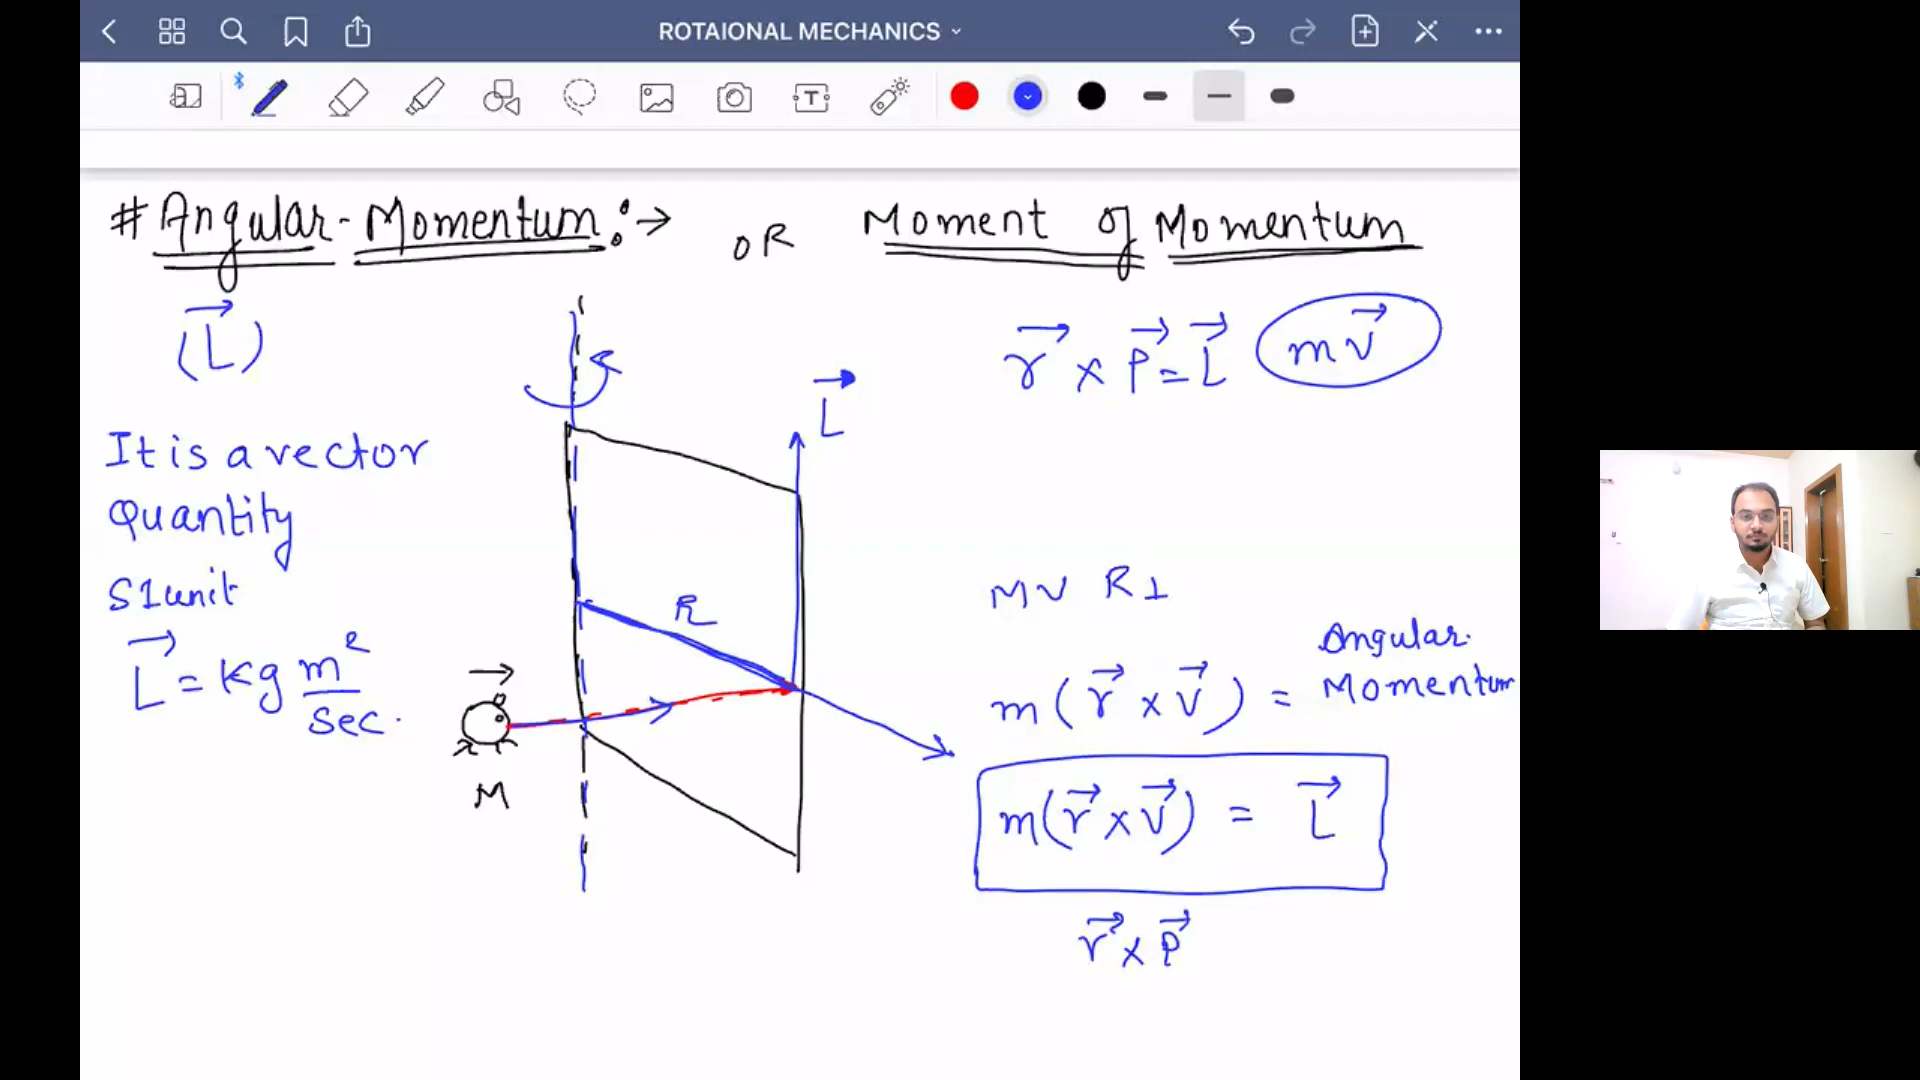 ROTAIONAL MECHANICS
# Angular-Momentum :→ OR Moment of Momentum
(L⃗)
r⃗ × P⃗ = L⃗ mv⃗
L⃗
It is a vector
Quantity
SI unit
L⃗ = kg m²/sec.
R
M
MV R⊥
m(r⃗ × v⃗) = Angular Momentum
m(r⃗ × v⃗) = L⃗
r⃗ × P⃗